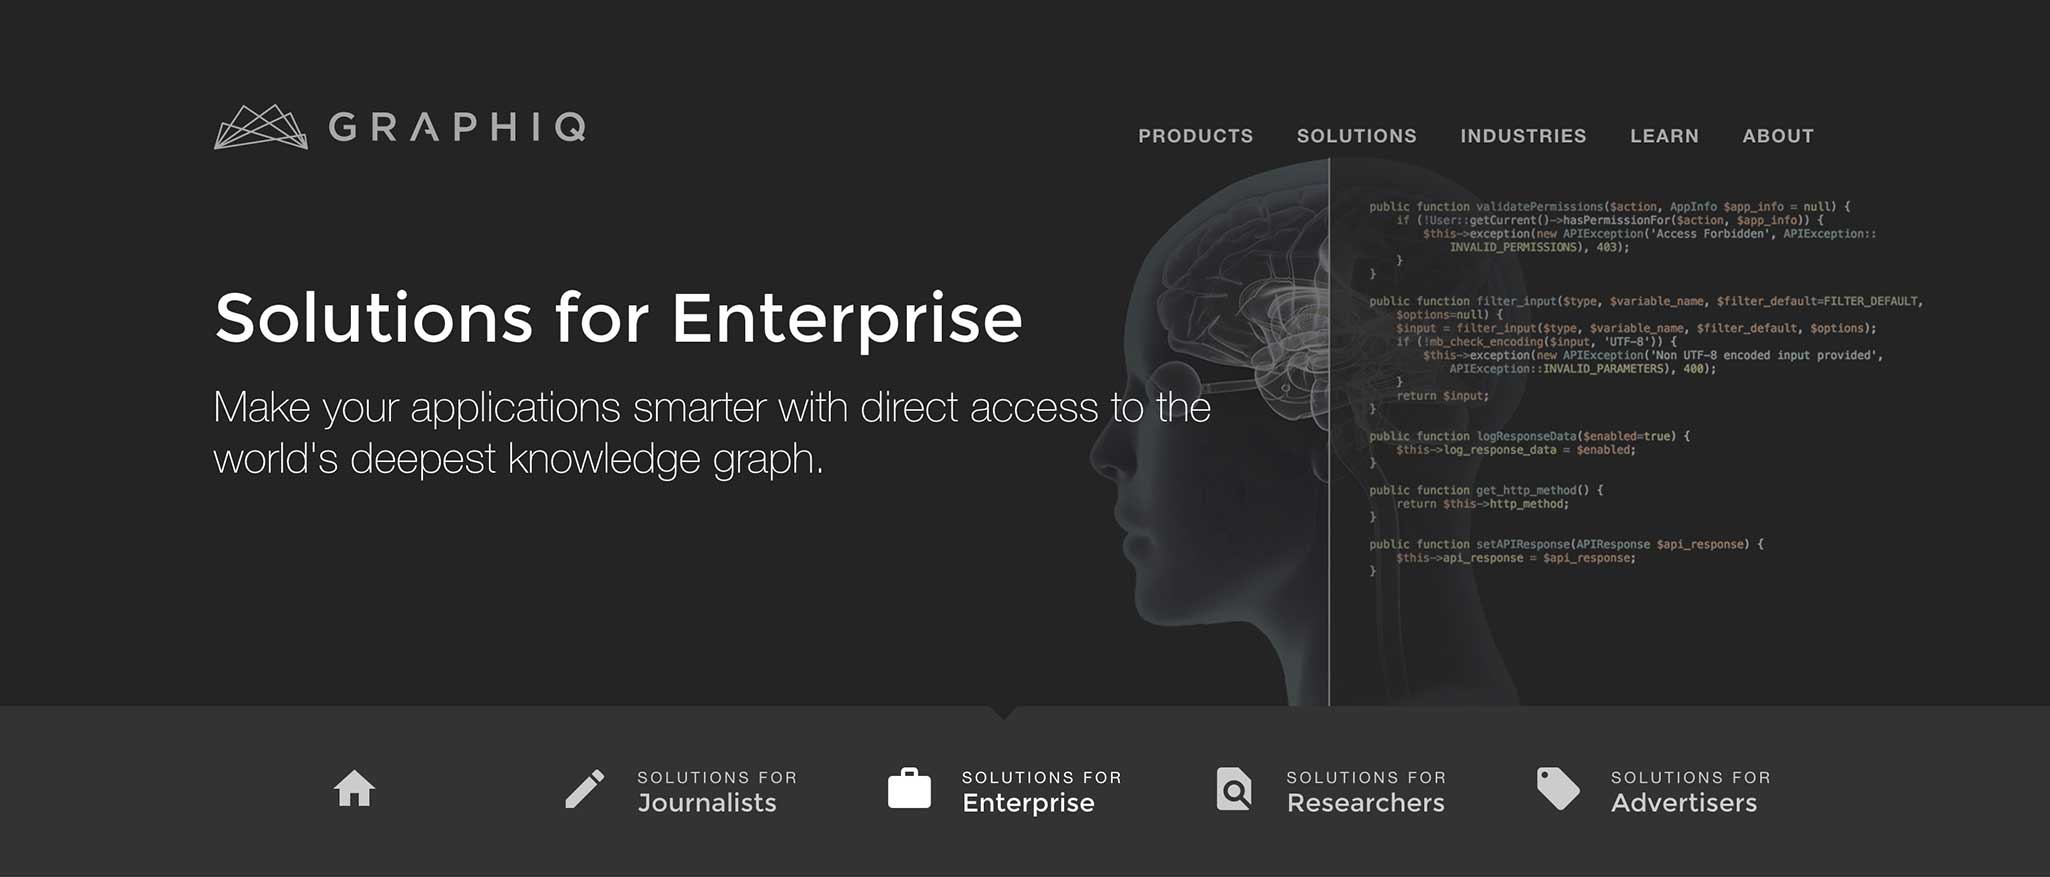 GRAPHIQ
PRODUCTS SOLUTIONS INDUSTRIES LEARN ABOUT
Solutions for Enterprise
Make your applications smarter with direct access to the
world's deepest knowledge graph.
public function validatePermissions($action, AppInfo $app_info = null) {
if (!User::getCurrent()->hasPermissionFor($action, $app_info)) {
$this->exception(new APIException('Access Forbidden', APIException::
INVALID_PERMISSIONS), 403);
}
}
public function filter_input($type, $variable_name, $filter_default=FILTER_DEFAULT,
$options=null) {
$input = filter_input($type, $variable_name, $filter_default, $options);
if (!mb_check_encoding($input, 'UTF-8')) {
$this->exception(new APIException('Non UTF-8 encoded input provided',
APIException::INVALID_PARAMETERS), 400);
}
return $input;
}
public function logResponseData($enabled=true) {
$this->log_response_data = $enabled;
}
public function get_http_method() {
return $this->http_method;
}
public function setAPIResponse(APIResponse $api_response) {
$this->api_response = $api_response;
}
SOLUTIONS FOR
Journalists
SOLUTIONS FOR
Enterprise
SOLUTIONS FOR
Researchers
SOLUTIONS FOR
Advertisers